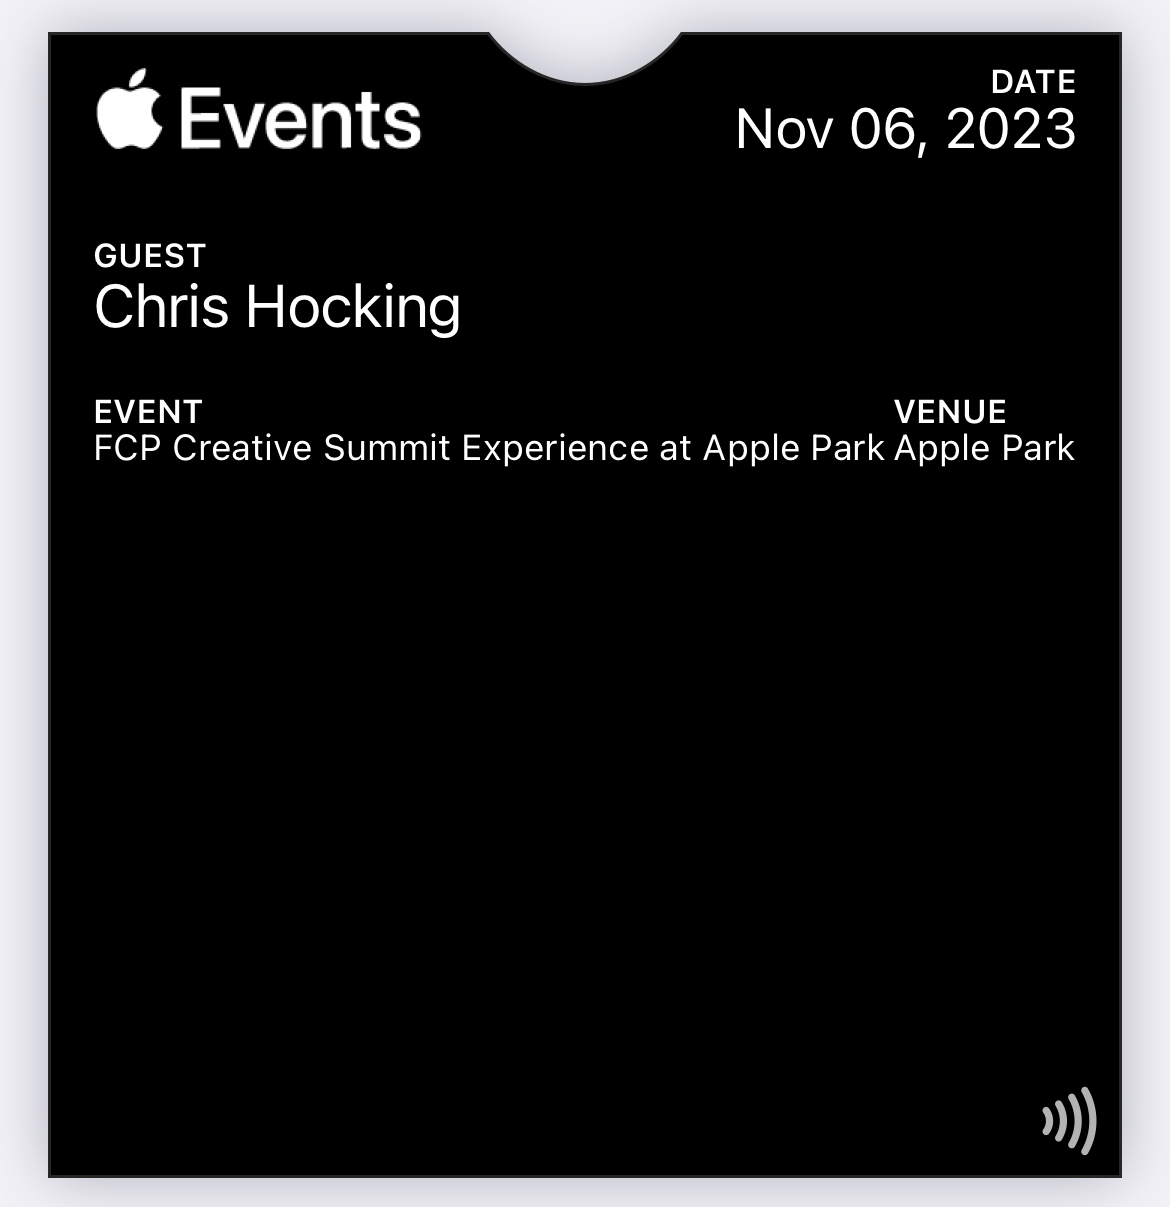 Events
DATE
Nov 06, 2023
GUEST
Chris Hocking
EVENT
FCP Creative Summit Experience at Apple Park
VENUE
Apple Park